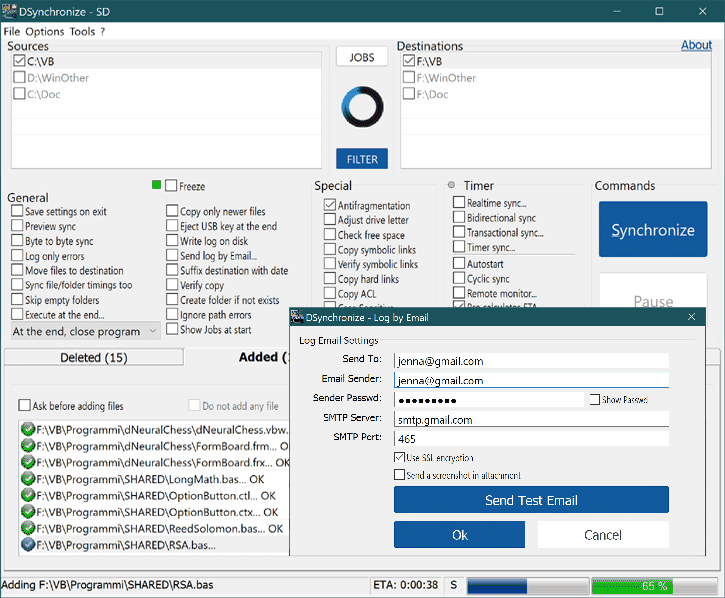 DSynchronize - SD
File Options Tools ?
Sources
C:\VB
D:\WinOther
C:\Doc
JOBS
FILTER
Destinations
About
F:\VB
F:\WinOther
F:\Doc
General
Freeze
Save settings on exit
Preview sync
Byte to byte sync
Log only errors
Move files to destination
Sync file/folder timings too
Skip empty folders
Execute at the end...
At the end, close program
Copy only newer files
Eject USB key at the end
Write log on disk
Send log by Email...
Suffix destination with date
Verify copy
Create folder if not exists
Ignore path errors
Show Jobs at start
Special
Antifragmentation
Adjust drive letter
Check free space
Copy symbolic links
Verify symbolic links
Copy hard links
Copy ACL
Timer
Realtime sync...
Bidirectional sync
Transactional sync...
Timer sync...
Autostart
Cyclic sync
Remote monitor...
Commands
Synchronize
Pause
Deleted (15)
Added (
Ask before adding files
Do not add any file
F:\VB\Programmi\dNeuralChess\dNeuralChess.vbw.
F:\VB\Programmi\dNeuralChess\FormBoard.frm... OK
F:\VB\Programmi\dNeuralChess\FormBoard.frx... OK
F:\VB\Programmi\SHARED\LongMath.bas... OK
F:\VB\Programmi\SHARED\OptionButton.ctl... OK
F:\VB\Programmi\SHARED\OptionButton.ctx... OK
F:\VB\Programmi\SHARED\ReedSolomon.bas... OK
F:\VB\Programmi\SHARED\RSA.bas...
DSynchronize - Log by Email
Log Email Settings
Send To: jenna@gmail.com
Email Sender: jenna@gmail.com
Sender Passwd: ●●●●●●●●●
Show Passwd
SMTP Server: smtp.gmail.com
SMTP Port: 465
Use SSL encryption
Send a screenshot in attachment
Send Test Email
Ok
Cancel
Adding F:\VB\Programmi\SHARED\RSA.bas
ETA: 0:00:38
S
65 %